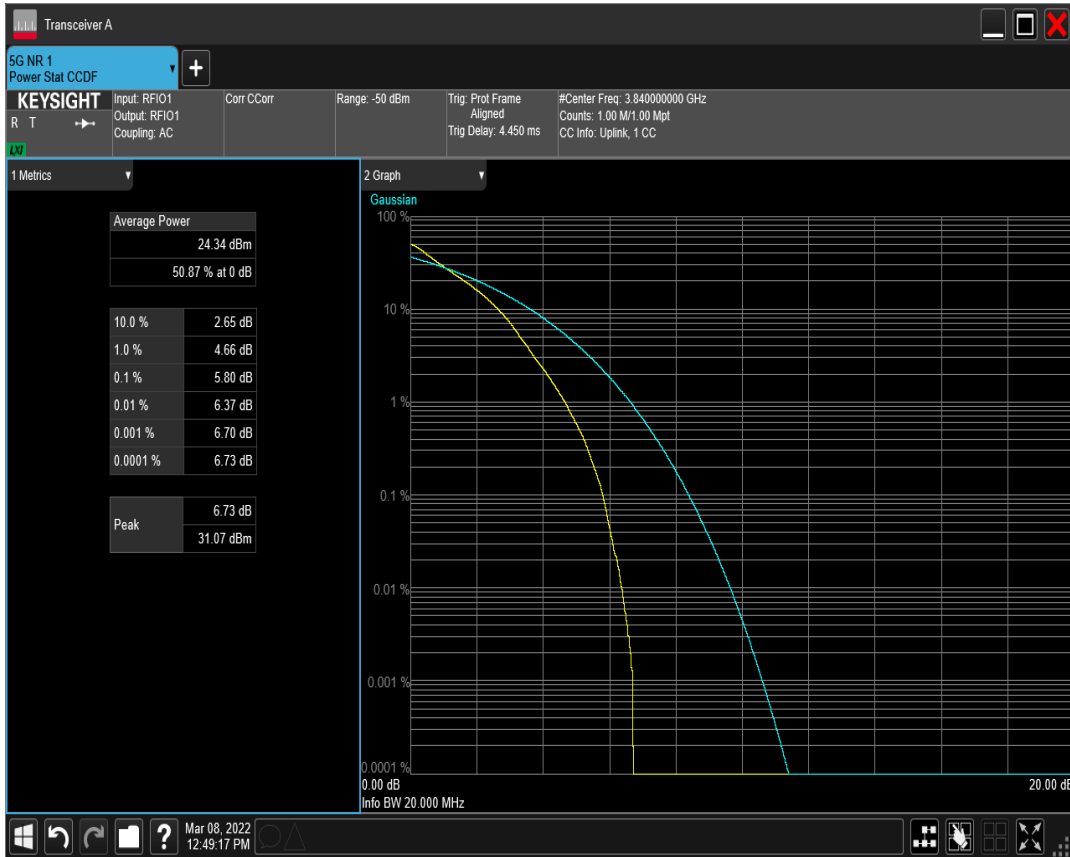 Transceiver A
5G NR 1
Power Stat CCDF
+
KEYSIGHT
R T
LXI
Input: RFIO1
Output: RFIO1
Coupling: AC
Corr CCorr
Range: -50 dBm
Trig: Prot Frame
Aligned
Trig Delay: 4.450 ms
#Center Freq: 3.840000000 GHz
Counts: 1.00 M/1.00 Mpt
CC Info: Uplink, 1 CC
1 Metrics
Average Power
24.34 dBm
50.87 % at 0 dB
10.0 % 2.65 dB
1.0 % 4.66 dB
0.1 % 5.80 dB
0.01 % 6.37 dB
0.001 % 6.70 dB
0.0001 % 6.73 dB
Peak
6.73 dB
31.07 dBm
2 Graph
Gaussian
100 %
10 %
1 %
0.1 %
0.01 %
0.001 %
0.0001 %
0.00 dB
20.00 dB
Info BW 20.000 MHz
?
Mar 08, 2022
12:49:17 PM